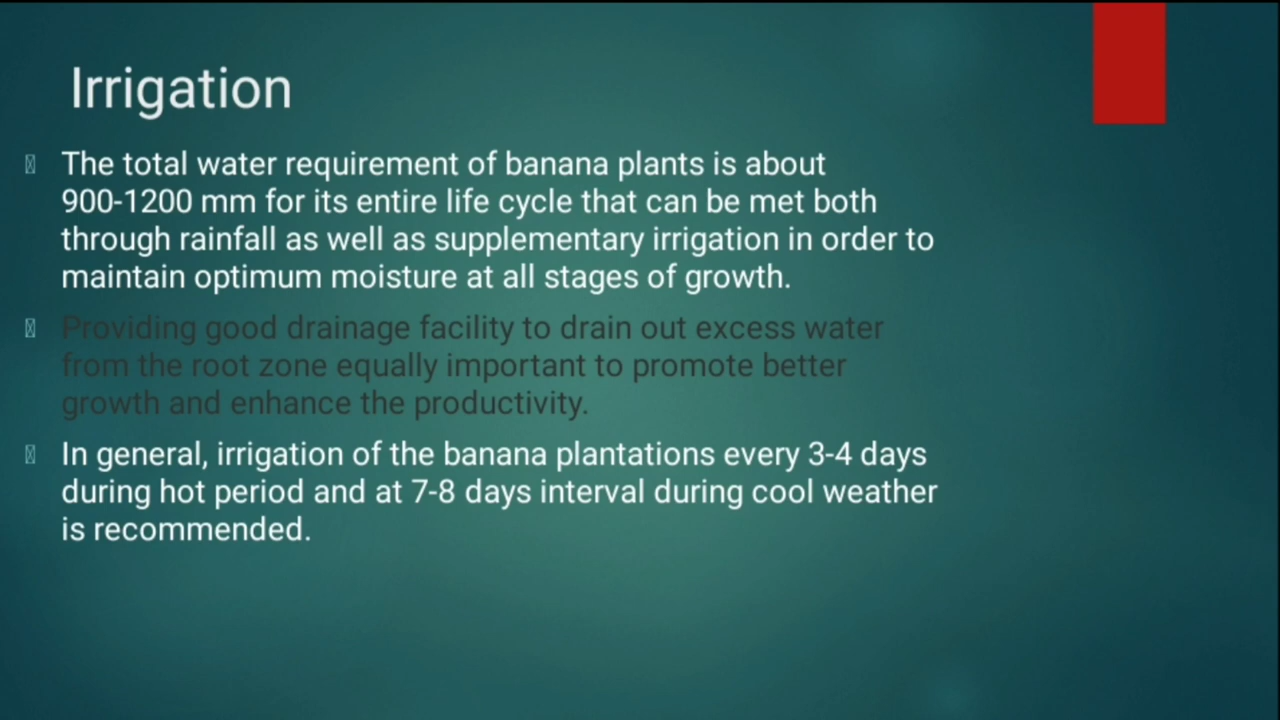 Irrigation
The total water requirement of banana plants is about
900-1200 mm for its entire life cycle that can be met both
through rainfall as well as supplementary irrigation in order to
maintain optimum moisture at all stages of growth.
Providing good drainage facility to drain out excess water
from the root zone equally important to promote better
growth and enhance the productivity.
In general, irrigation of the banana plantations every 3-4 days
during hot period and at 7-8 days interval during cool weather
is recommended.